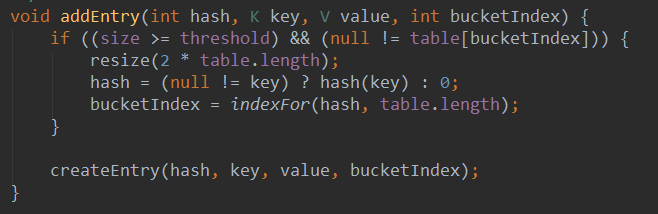 void addEntry(int hash, K key, V value, int bucketIndex) {
    if ((size >= threshold) && (null != table[bucketIndex])) {
        resize(2 * table.length);
        hash = (null != key) ? hash(key) : 0;
        bucketIndex = indexFor(hash, table.length);
    }

    createEntry(hash, key, value, bucketIndex);
}